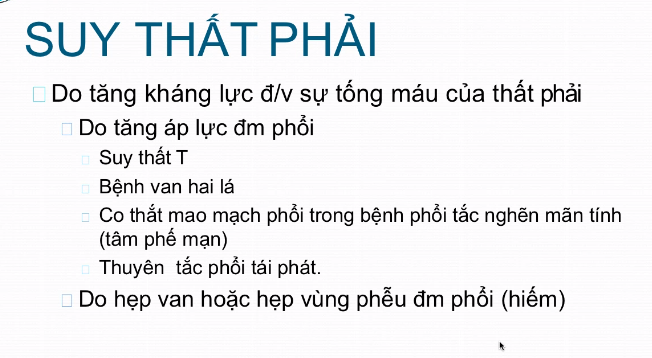 SUY THẤT PHẢI
Do tăng kháng lực đ/v sự tống máu của thất phải
Do tăng áp lực đm phổi
Suy thất T
Bệnh van hai lá
Co thắt mao mạch phổi trong bệnh phổi tắc nghẽn mãn tính
(tâm phế mạn)
Thuyên tắc phổi tái phát.
Do hẹp van hoặc hẹp vùng phễu đm phổi (hiếm)